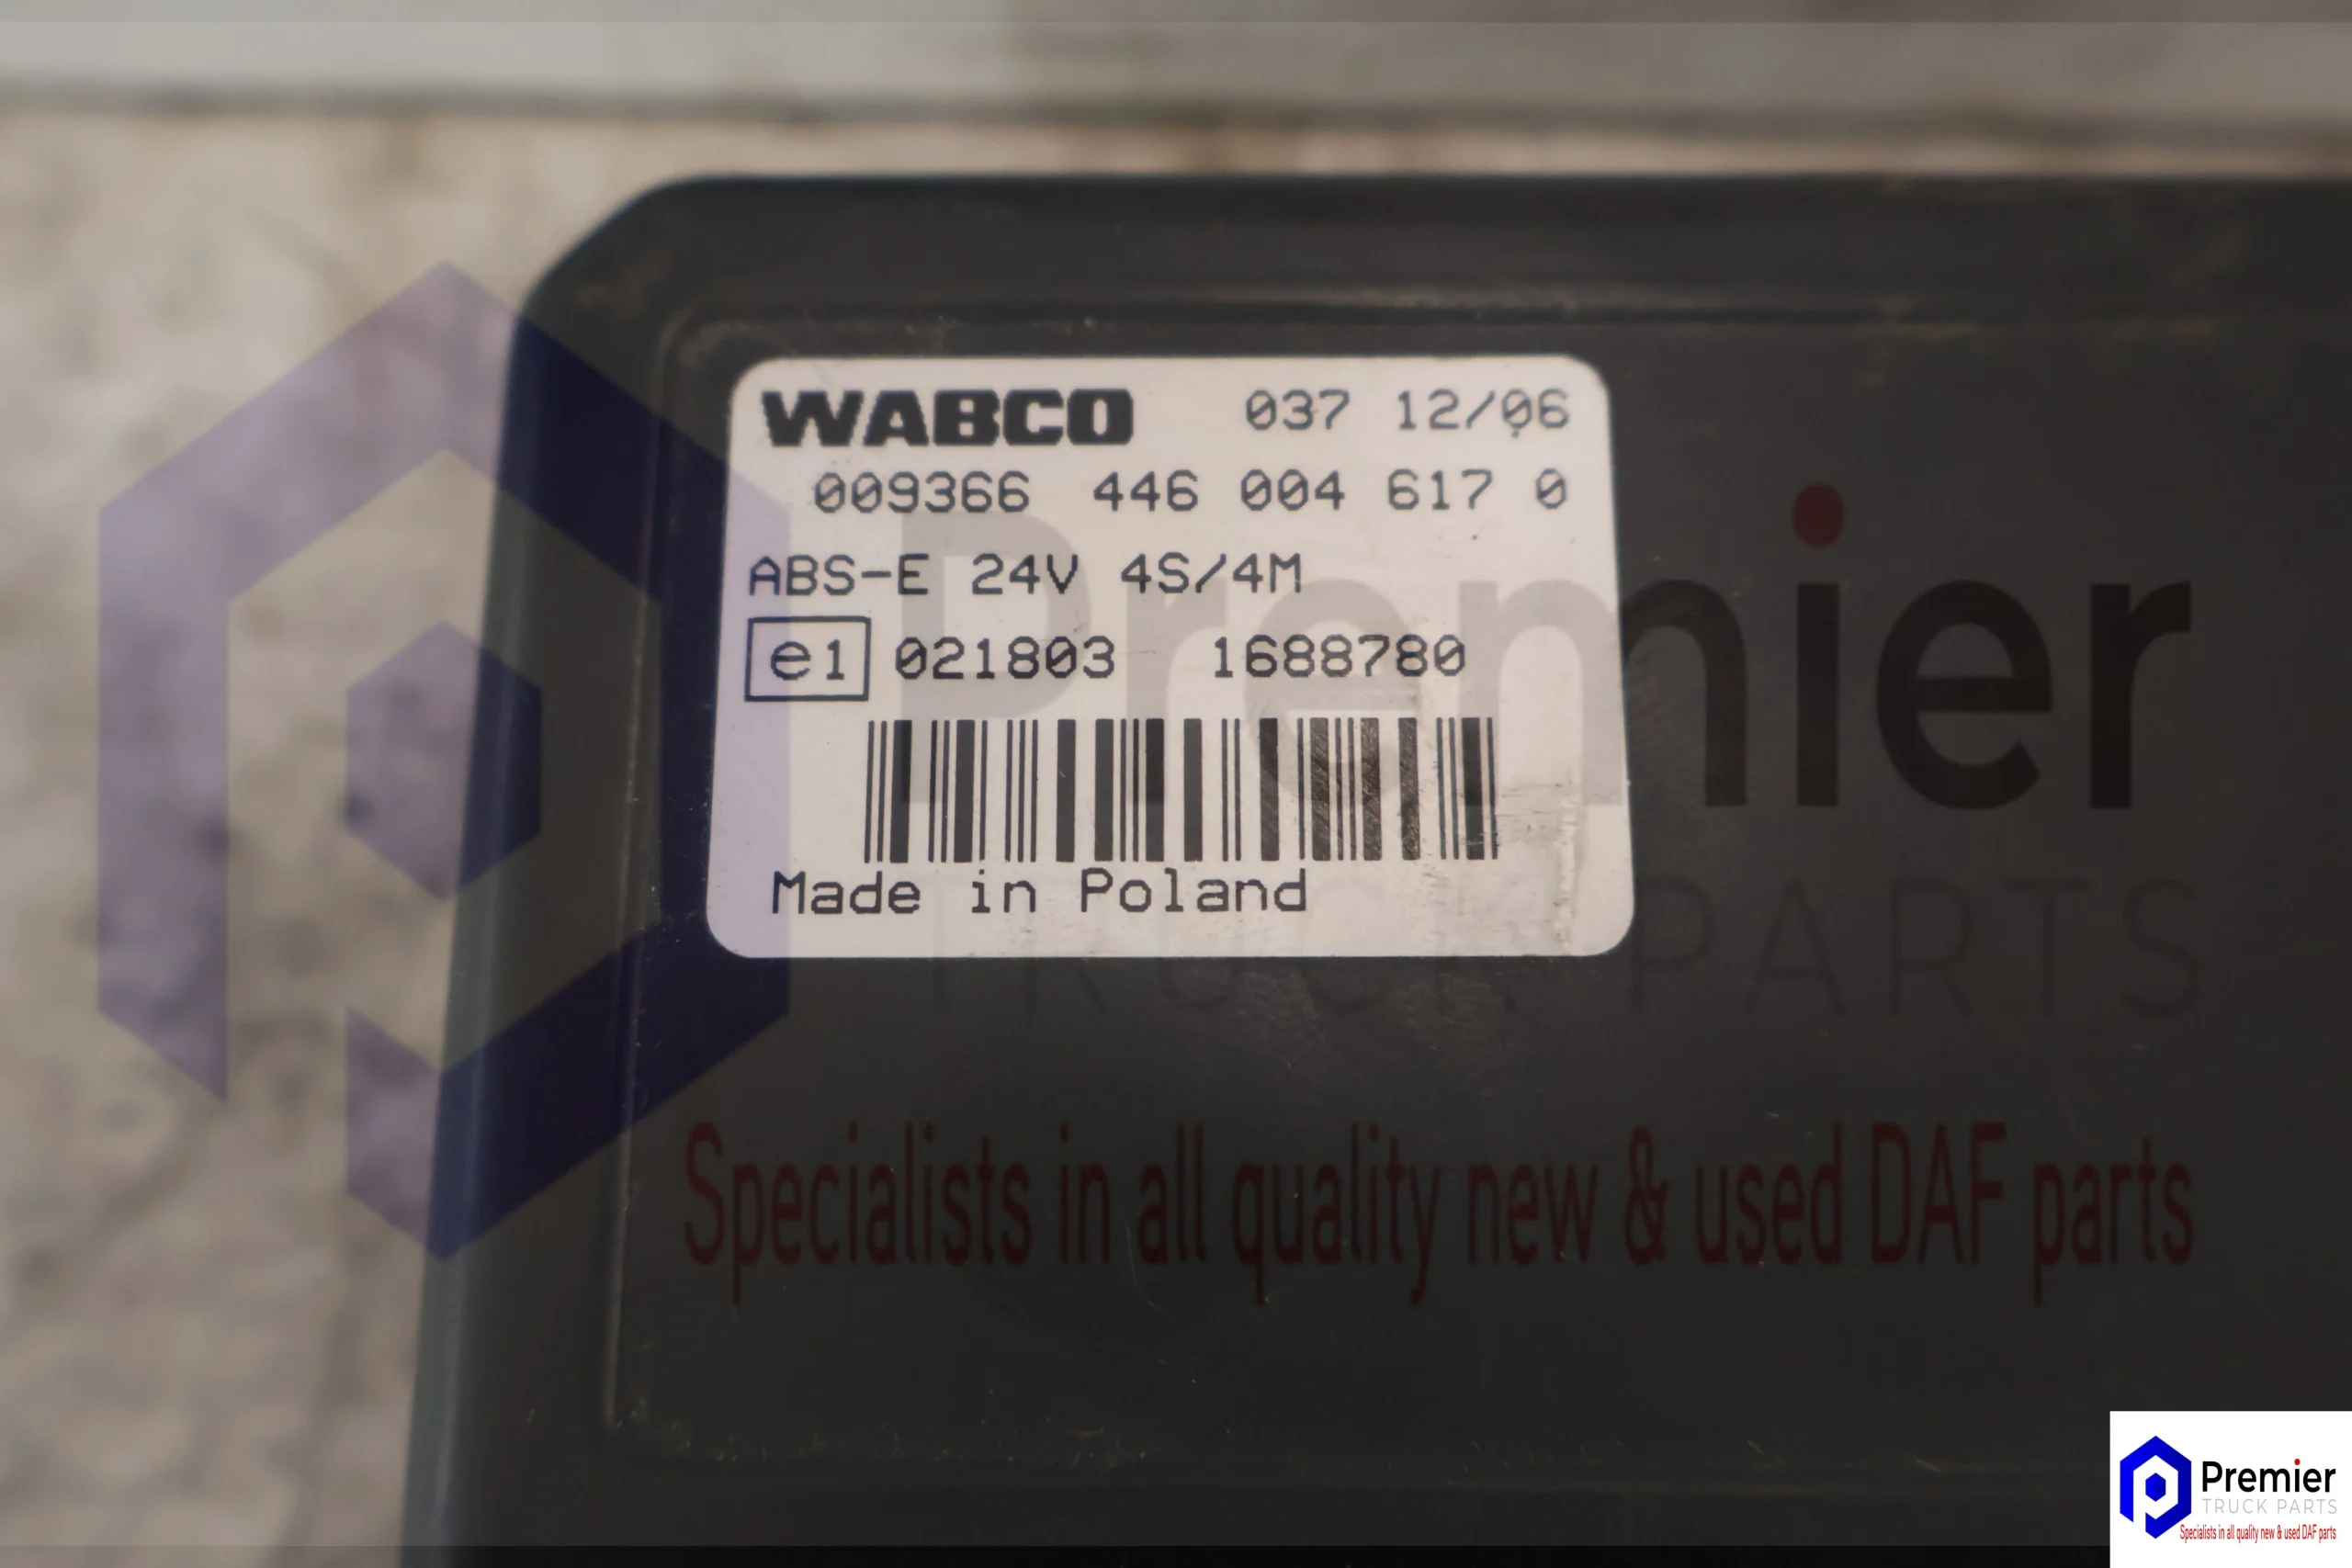 WABCO 037 12/06
009366 446 004 617 0
ABS-E 24V 4S/4M
e1 021803 1688780
Made in Poland
Premier
TRUCK PARTS
Specialists in all quality new & used DAF parts
Premier
TRUCK PARTS
Specialists in all quality new & used DAF parts